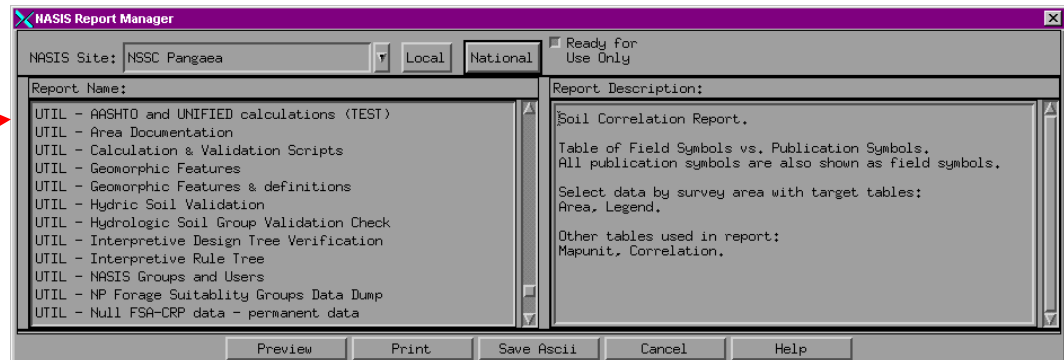 NASIS Report Manager
NASIS Site: NSSC Pangaea Local National Ready for
Use Only
Report Name:
UTIL - AASHTO and UNIFIED calculations (TEST)
UTIL - Area Documentation
UTIL - Calculation & Validation Scripts
UTIL - Geomorphic Features
UTIL - Geomorphic Features & definitions
UTIL - Hydric Soil Validation
UTIL - Hydrologic Soil Group Validation Check
UTIL - Interpretive Design Tree Verification
UTIL - Interpretive Rule Tree
UTIL - NASIS Groups and Users
UTIL - NP Forage Suitablity Groups Data Dump
UTIL - Null FSA-CRP data - permanent data
Report Description:
Soil Correlation Report.
Table of Field Symbols vs. Publication Symbols.
All publication symbols are also shown as field symbols.
Select data by survey area with target tables:
Area, Legend.
Other tables used in report:
Mapunit, Correlation.
Preview Print Save Ascii Cancel Help